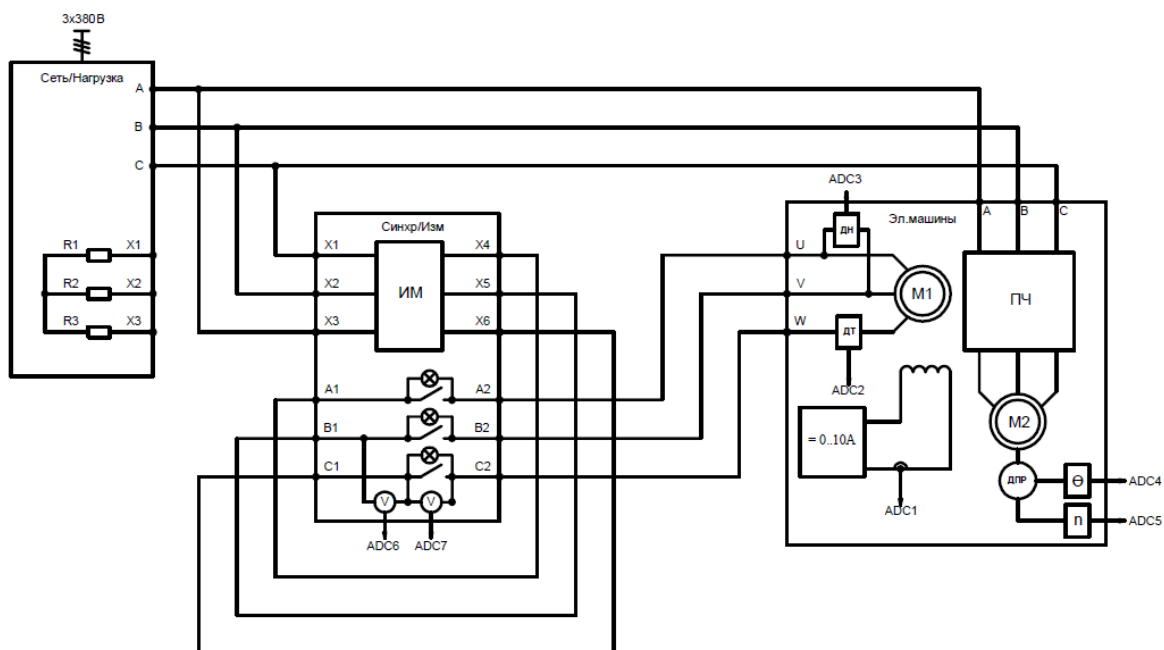 3х380В
Сеть/Нагрузка
A
B
C
R1 X1
R2 X2
R3 X3
Синхр/Изм
X1 ИМ X4
X2 X5
X3 X6
A1 A2
B1 B2
C1 C2
V V
ADC6 ADC7
ADC3
Эл.машины
A B C
ДН
U
V
W
M1
ДТ
ADC2
ПЧ
= 0..10А
ADC1
M2
ДПР
Ө ADC4
n ADC5